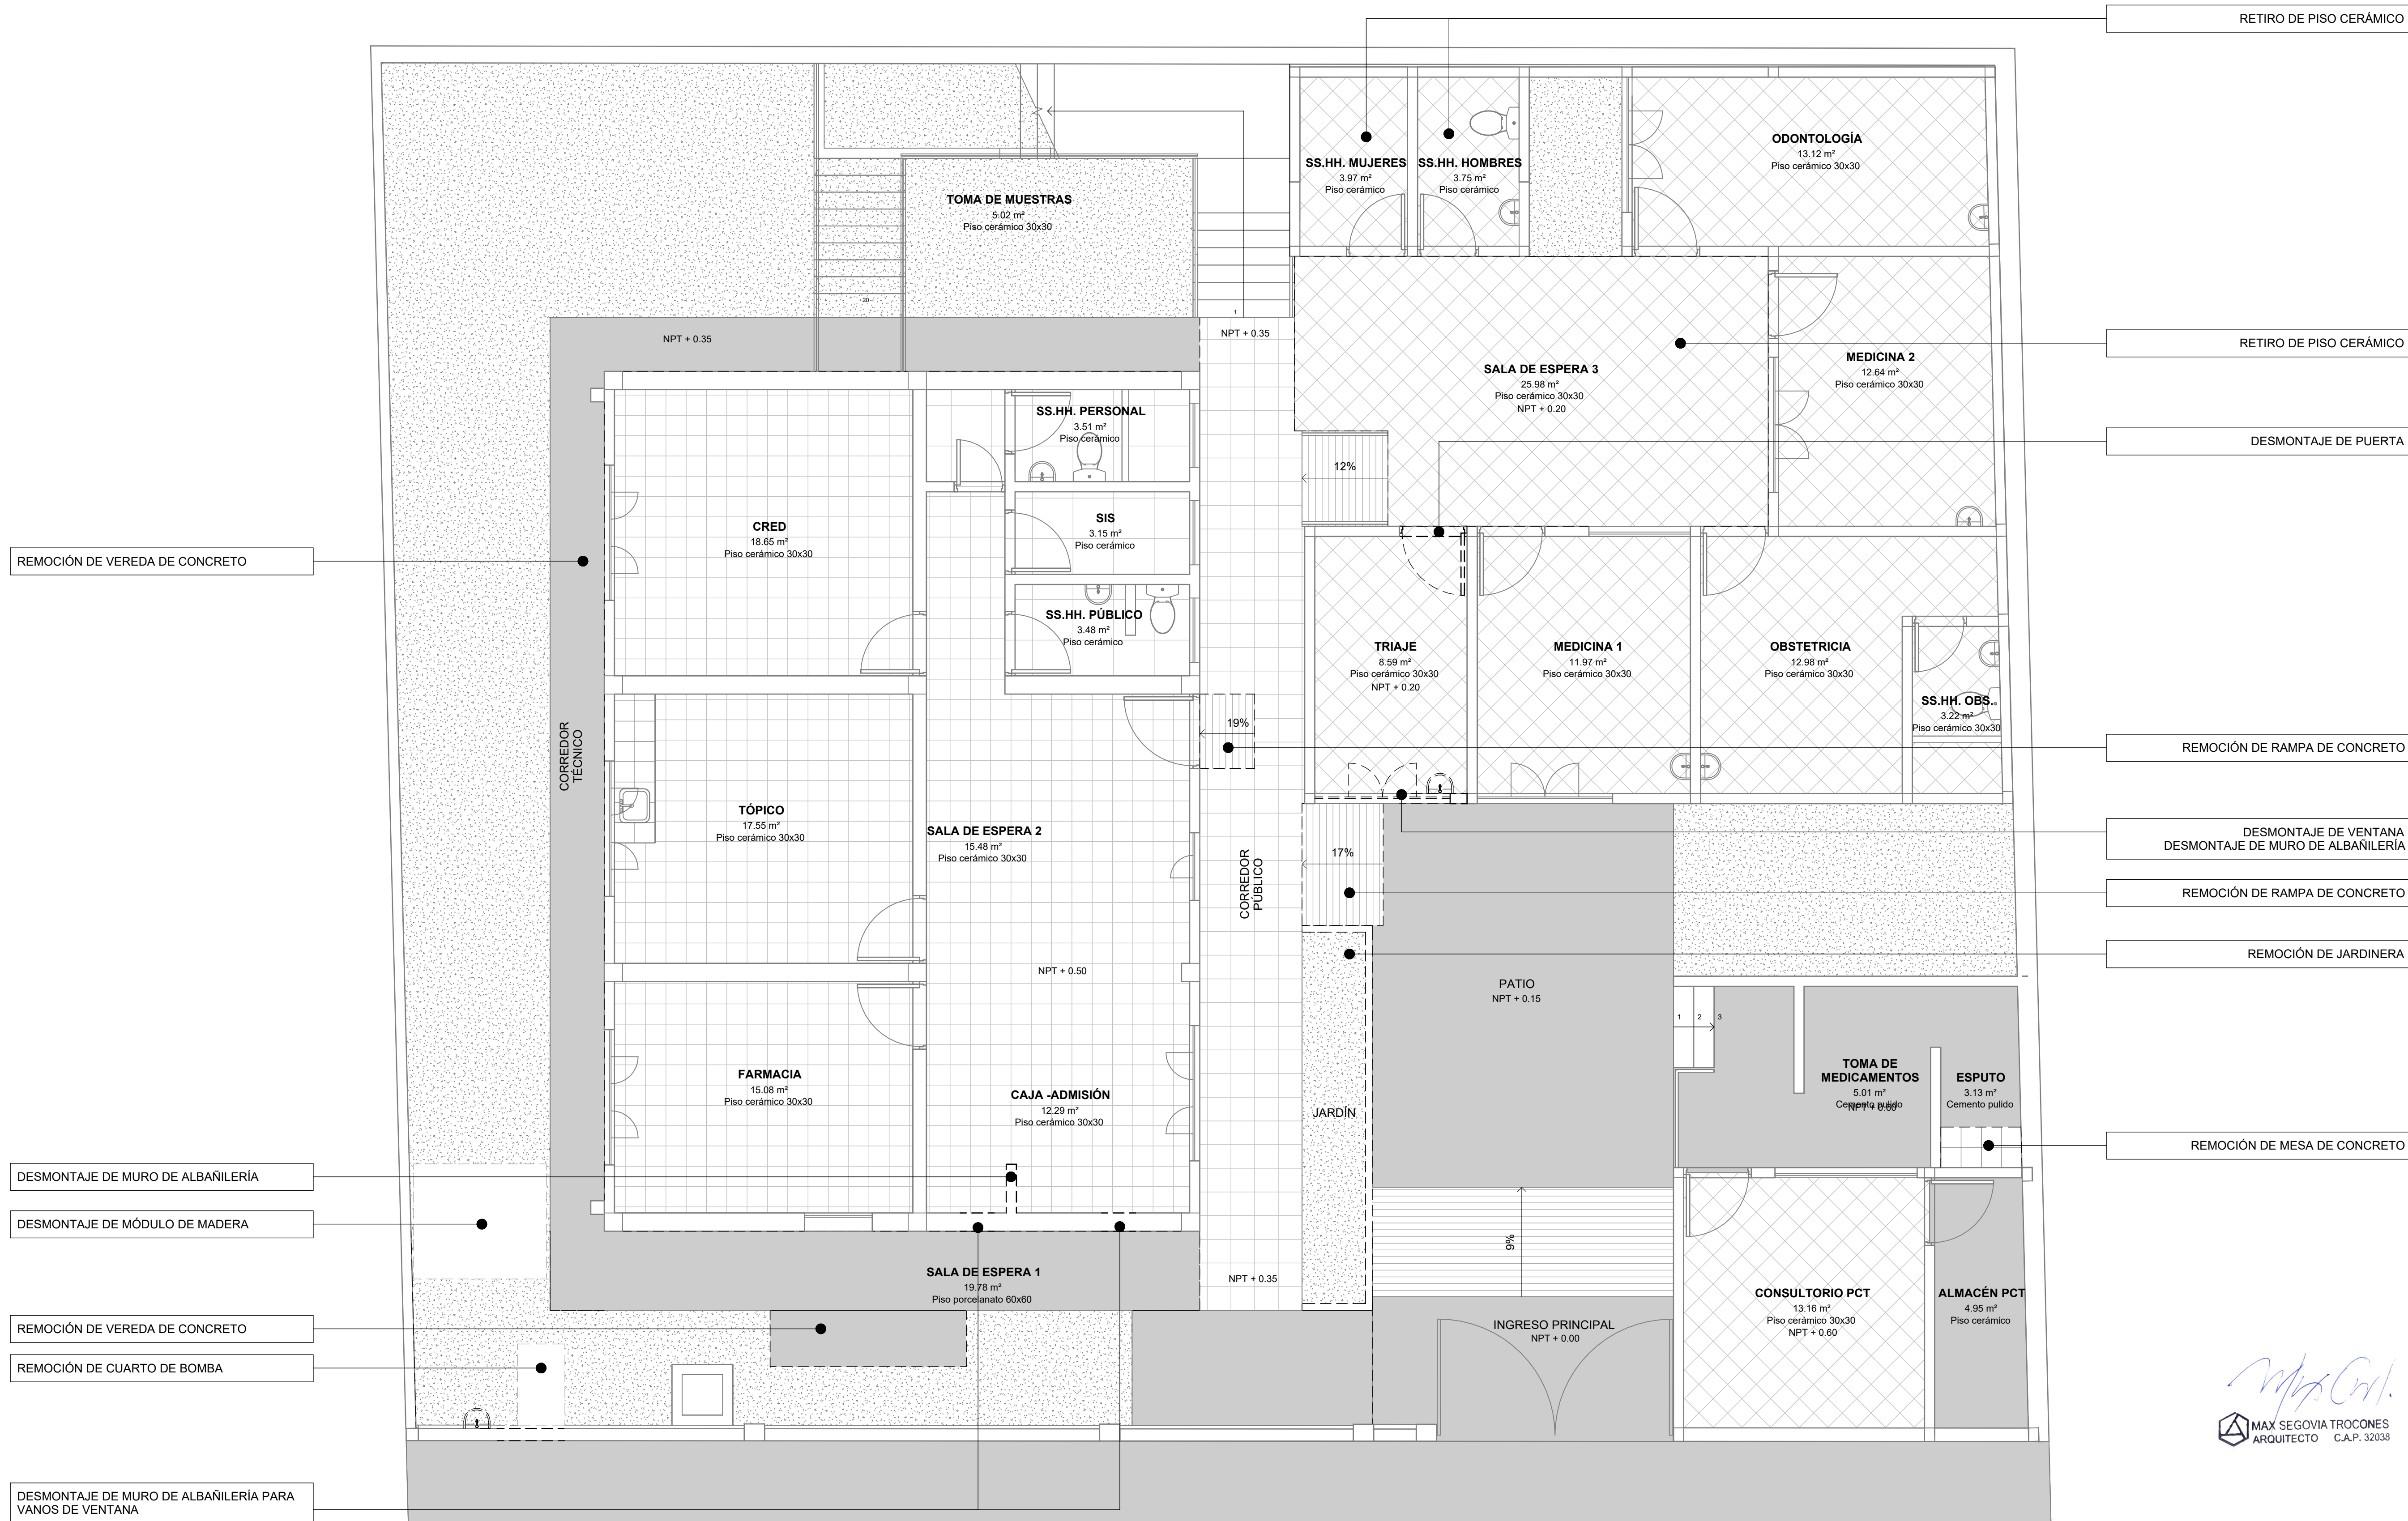 RETIRO DE PISO CERÁMICO
SS.HH. MUJERES
3.97 m²
Piso cerámico
SS.HH. HOMBRES
3.75 m²
Piso cerámico
ODONTOLOGÍA
13.12 m²
Piso cerámico 30x30
TOMA DE MUESTRAS
5.02 m²
Piso cerámico 30x30
20
1
NPT + 0.35
NPT + 0.35
RETIRO DE PISO CERÁMICO
SALA DE ESPERA 3
25.98 m²
Piso cerámico 30x30
NPT + 0.20
MEDICINA 2
12.64 m²
Piso cerámico 30x30
SS.HH. PERSONAL
3.51 m²
Piso cerámico
DESMONTAJE DE PUERTA
12%
CRED
18.65 m²
Piso cerámico 30x30
SIS
3.15 m²
Piso cerámico
REMOCIÓN DE VEREDA DE CONCRETO
SS.HH. PÚBLICO
3.48 m²
Piso cerámico
TRIAJE
8.59 m²
Piso cerámico 30x30
NPT + 0.20
MEDICINA 1
11.97 m²
Piso cerámico 30x30
OBSTETRICIA
12.98 m²
Piso cerámico 30x30
SS.HH. OBS.
3.22 m²
Piso cerámico 30x30
CORREDOR
TÉCNICO
19%
REMOCIÓN DE RAMPA DE CONCRETO
TÓPICO
17.55 m²
Piso cerámico 30x30
SALA DE ESPERA 2
15.48 m²
Piso cerámico 30x30
DESMONTAJE DE VENTANA
DESMONTAJE DE MURO DE ALBAÑILERÍA
17%
CORREDOR
PÚBLICO
REMOCIÓN DE RAMPA DE CONCRETO
REMOCIÓN DE JARDINERA
NPT + 0.50
PATIO
NPT + 0.15
1 2 3
FARMACIA
15.08 m²
Piso cerámico 30x30
CAJA -ADMISIÓN
12.29 m²
Piso cerámico 30x30
JARDÍN
TOMA DE
MEDICAMENTOS
5.01 m²
Cemento pulido
NPT + 0.60
ESPUTO
3.13 m²
Cemento pulido
REMOCIÓN DE MESA DE CONCRETO
DESMONTAJE DE MURO DE ALBAÑILERÍA
DESMONTAJE DE MÓDULO DE MADERA
9%
SALA DE ESPERA 1
19.78 m²
Piso porcelanato 60x60
NPT + 0.35
CONSULTORIO PCT
13.16 m²
Piso cerámico 30x30
NPT + 0.60
ALMACÉN PCT
4.95 m²
Piso cerámico
REMOCIÓN DE VEREDA DE CONCRETO
INGRESO PRINCIPAL
NPT + 0.00
REMOCIÓN DE CUARTO DE BOMBA
MAX SEGOVIA TROCONES
ARQUITECTO C.A.P. 32038
DESMONTAJE DE MURO DE ALBAÑILERÍA PARA
VANOS DE VENTANA